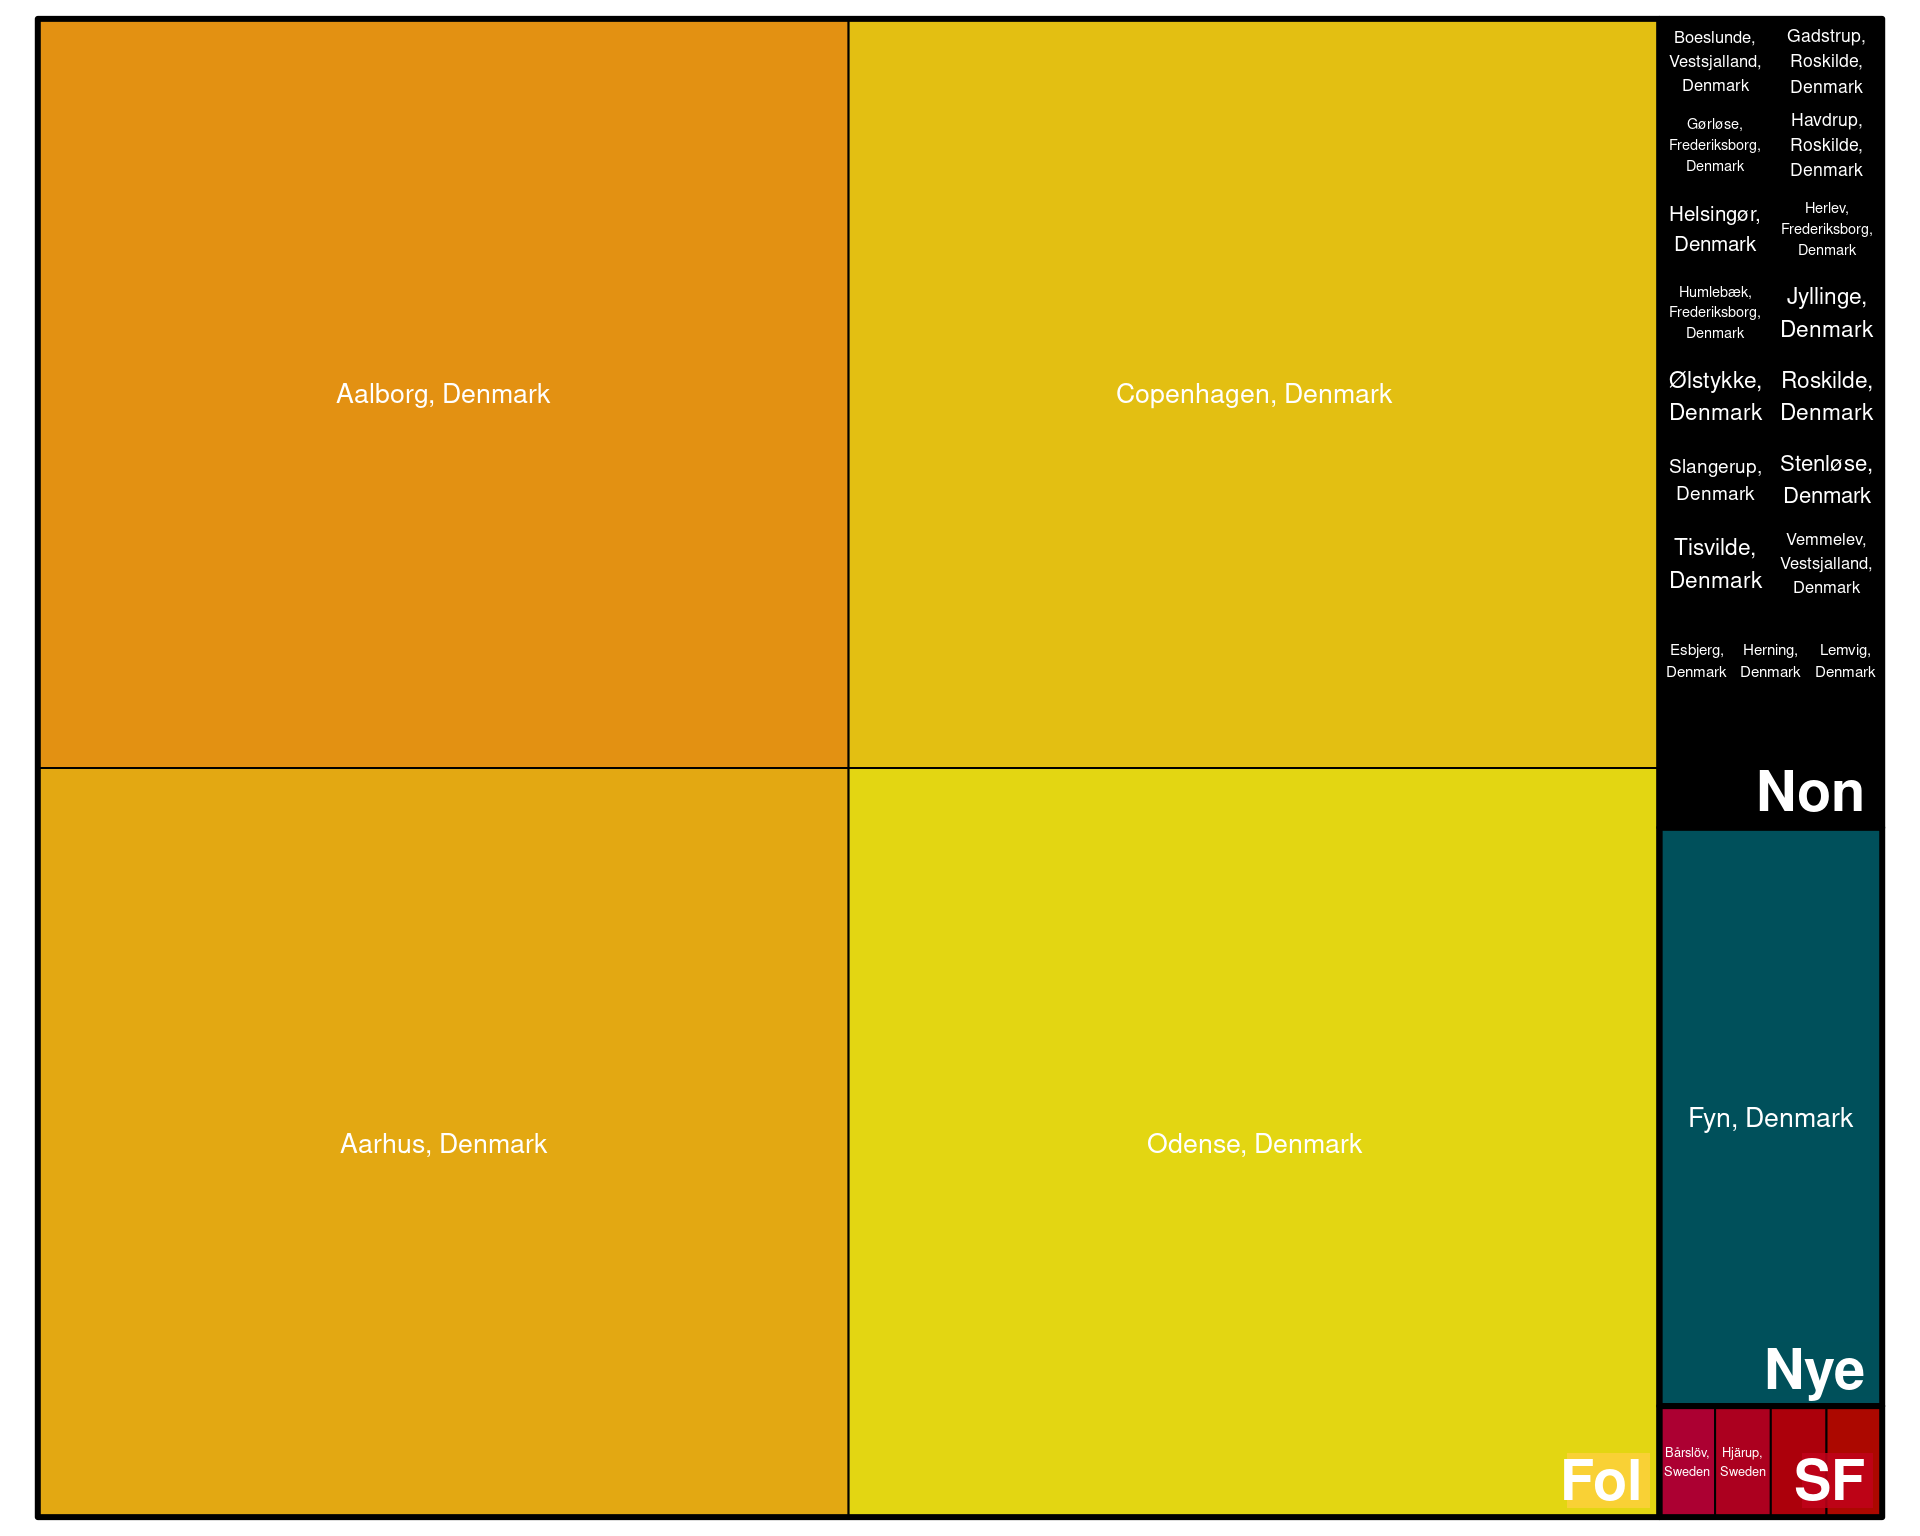 Aalborg, Denmark
Copenhagen, Denmark
Aarhus, Denmark
Odense, Denmark
Fol
Boeslunde,
Vestsjalland,
Denmark
Gadstrup,
Roskilde,
Denmark
Gørløse,
Frederiksborg,
Denmark
Havdrup,
Roskilde,
Denmark
Helsingør,
Denmark
Herlev,
Frederiksborg,
Denmark
Humlebæk,
Frederiksborg,
Denmark
Jyllinge,
Denmark
Ølstykke,
Denmark
Roskilde,
Denmark
Slangerup,
Denmark
Stenløse,
Denmark
Tisvilde,
Denmark
Vemmelev,
Vestsjalland,
Denmark
Esbjerg,
Denmark
Herning,
Denmark
Lemvig,
Denmark
Non
Fyn, Denmark
Nye
Bårslöv,
Sweden
Hjärup,
Sweden
SF